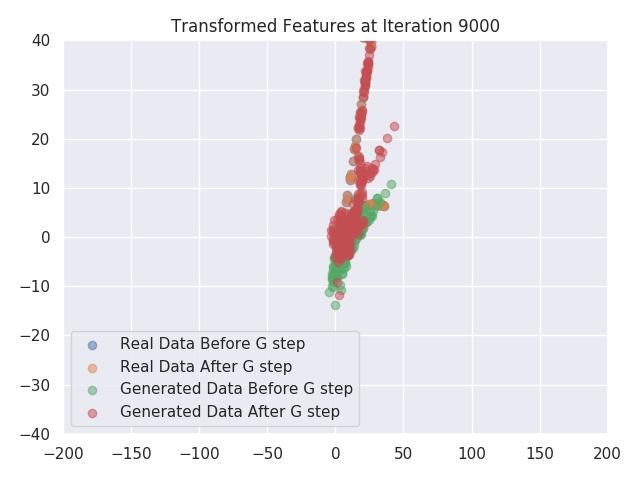 Transformed Features at Iteration 9000
40
30
20
10
0
−10
−20
−30
−40
Real Data Before G step
Real Data After G step
Generated Data Before G step
Generated Data After G step
−200 −150 −100 −50 0 50 100 150 200